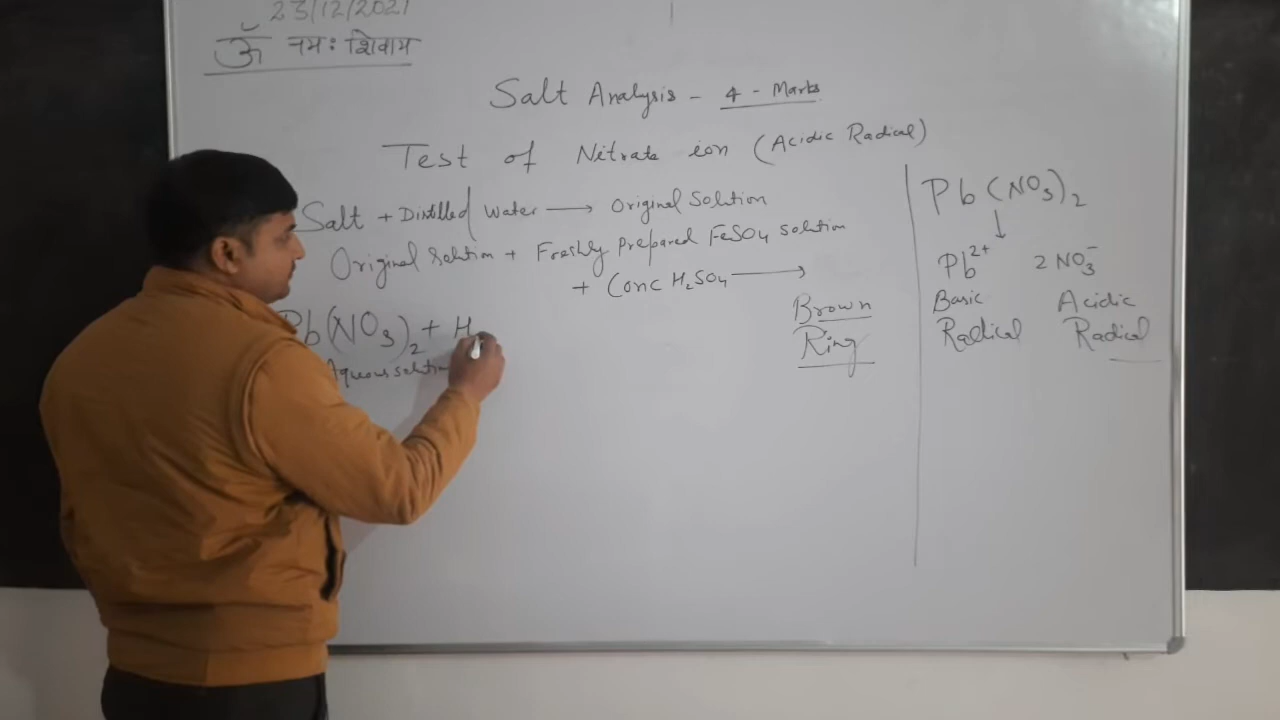 23/12/2021
ॐ नमः शिवाय
Salt Analysis - 4 - Marks
Test of Nitrate ion (Acidic Radical)
Salt + Distilled water → Original Solution
Original Solution + Freshly Prepared FeSO4 solution
+ Conc H2SO4 →
Brown
Ring
Pb(NO3)2 + H
Aqueous solution
Pb(NO3)2
↓
Pb2+ 2 NO3-
Basic Acidic
Radical Radical